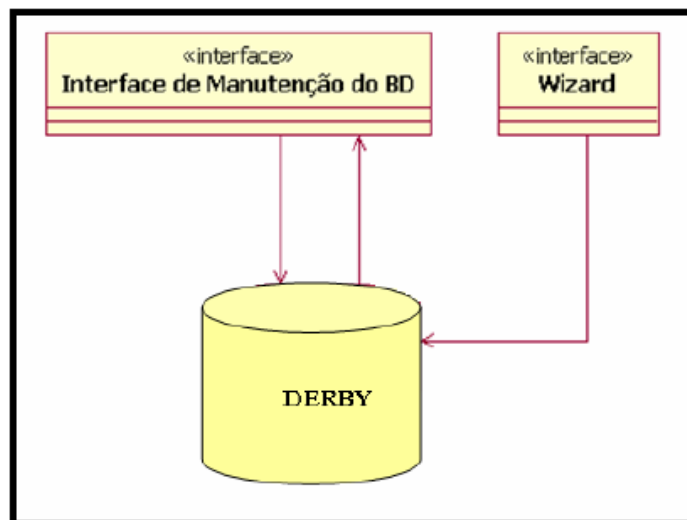 «interface»
Interface de Manutenção do BD
«interface»
Wizard
DERBY